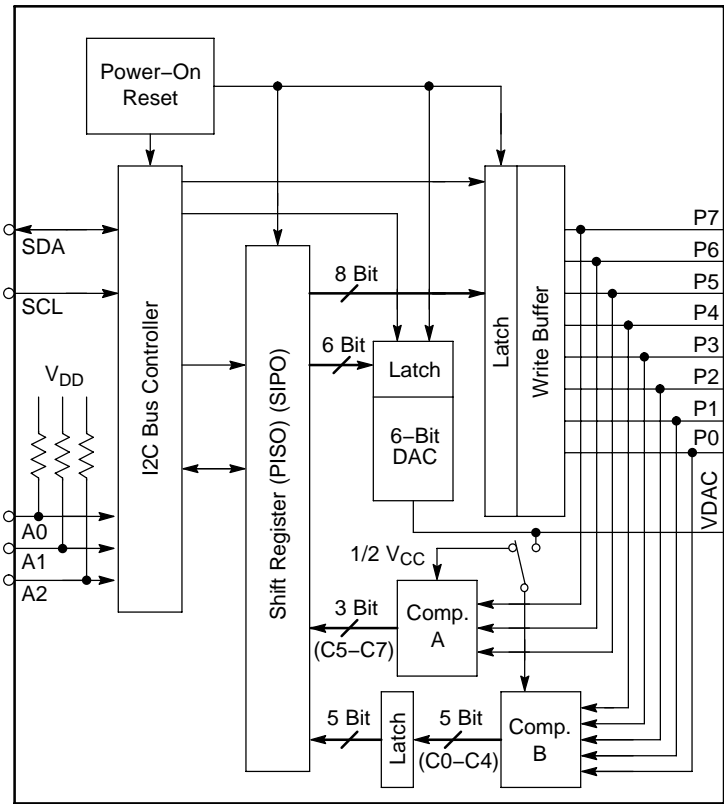 Power−On
Reset
SDA
SCL
VDD
A0
A1
A2
I2C Bus Controller
Shift Register (PISO) (SIPO)
8 Bit
6 Bit
Latch
6−Bit
DAC
Latch
Write Buffer
P7
P6
P5
P4
P3
P2
P1
P0
VDAC
1/2 VCC
Comp.
A
3 Bit
(C5−C7)
5 Bit
Latch
5 Bit
(C0−C4)
Comp.
B